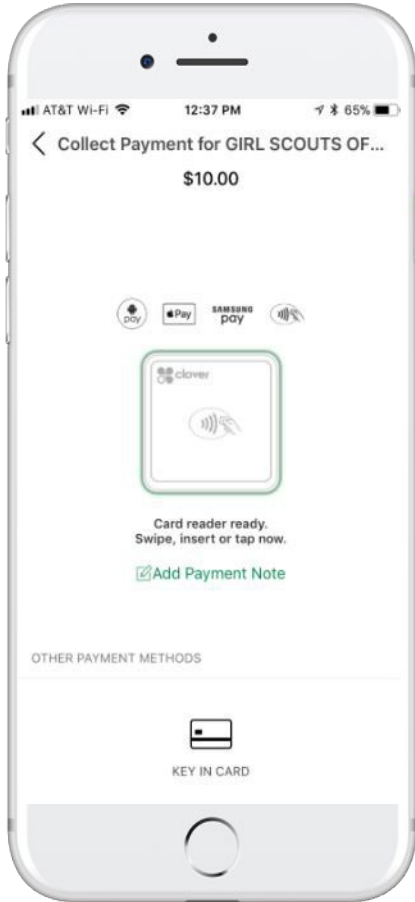 AT&T Wi-Fi 12:37 PM 65%
Collect Payment for GIRL SCOUTS OF...
$10.00
pay Pay SAMSUNG pay
clover
Card reader ready.
Swipe, insert or tap now.
Add Payment Note
OTHER PAYMENT METHODS
KEY IN CARD